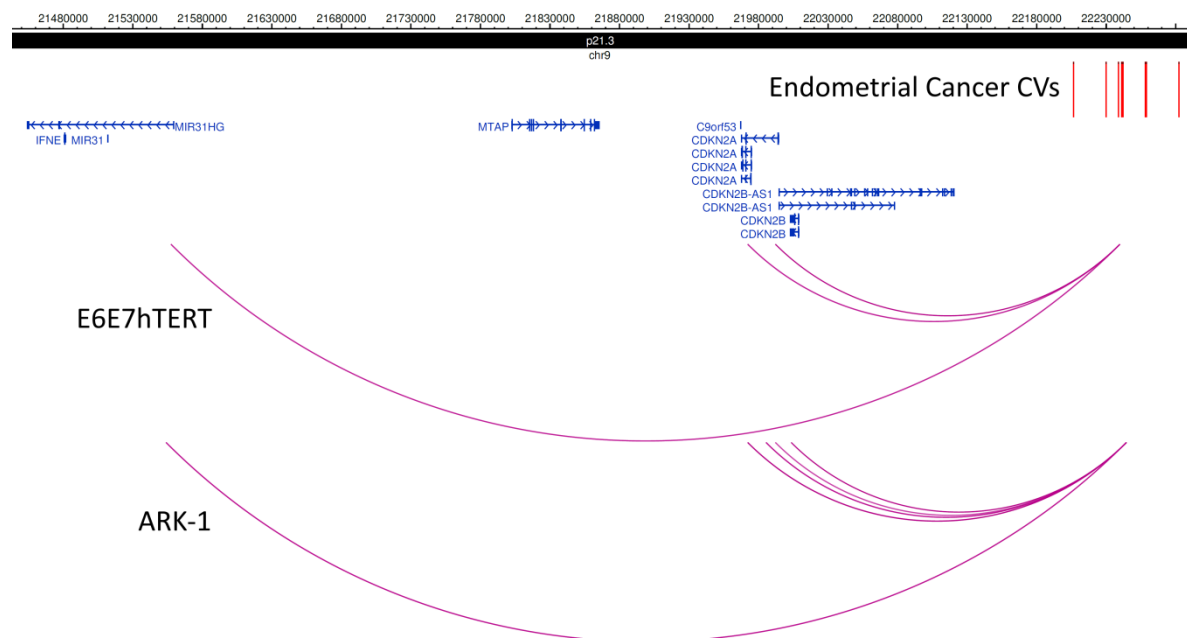 21480000 21530000 21580000 21630000 21680000 21730000 21780000 21830000 21880000 21930000 21980000 22030000 22080000 22130000 22180000 22230000
p21.3
chr9
Endometrial Cancer CVs
MIR31HG MTAP C9orf53
IFNE MIR31 CDKN2A
CDKN2A
CDKN2A
CDKN2A
CDKN2B-AS1
CDKN2B-AS1
CDKN2B
CDKN2B
E6E7hTERT
ARK-1